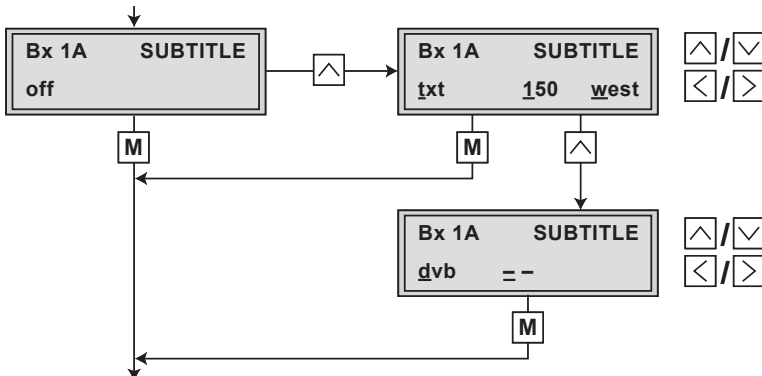 Bx 1A SUBTITLE
off
Bx 1A SUBTITLE
txt 150 west
/
/
M
M
Bx 1A SUBTITLE
dvb – –
/
/
M